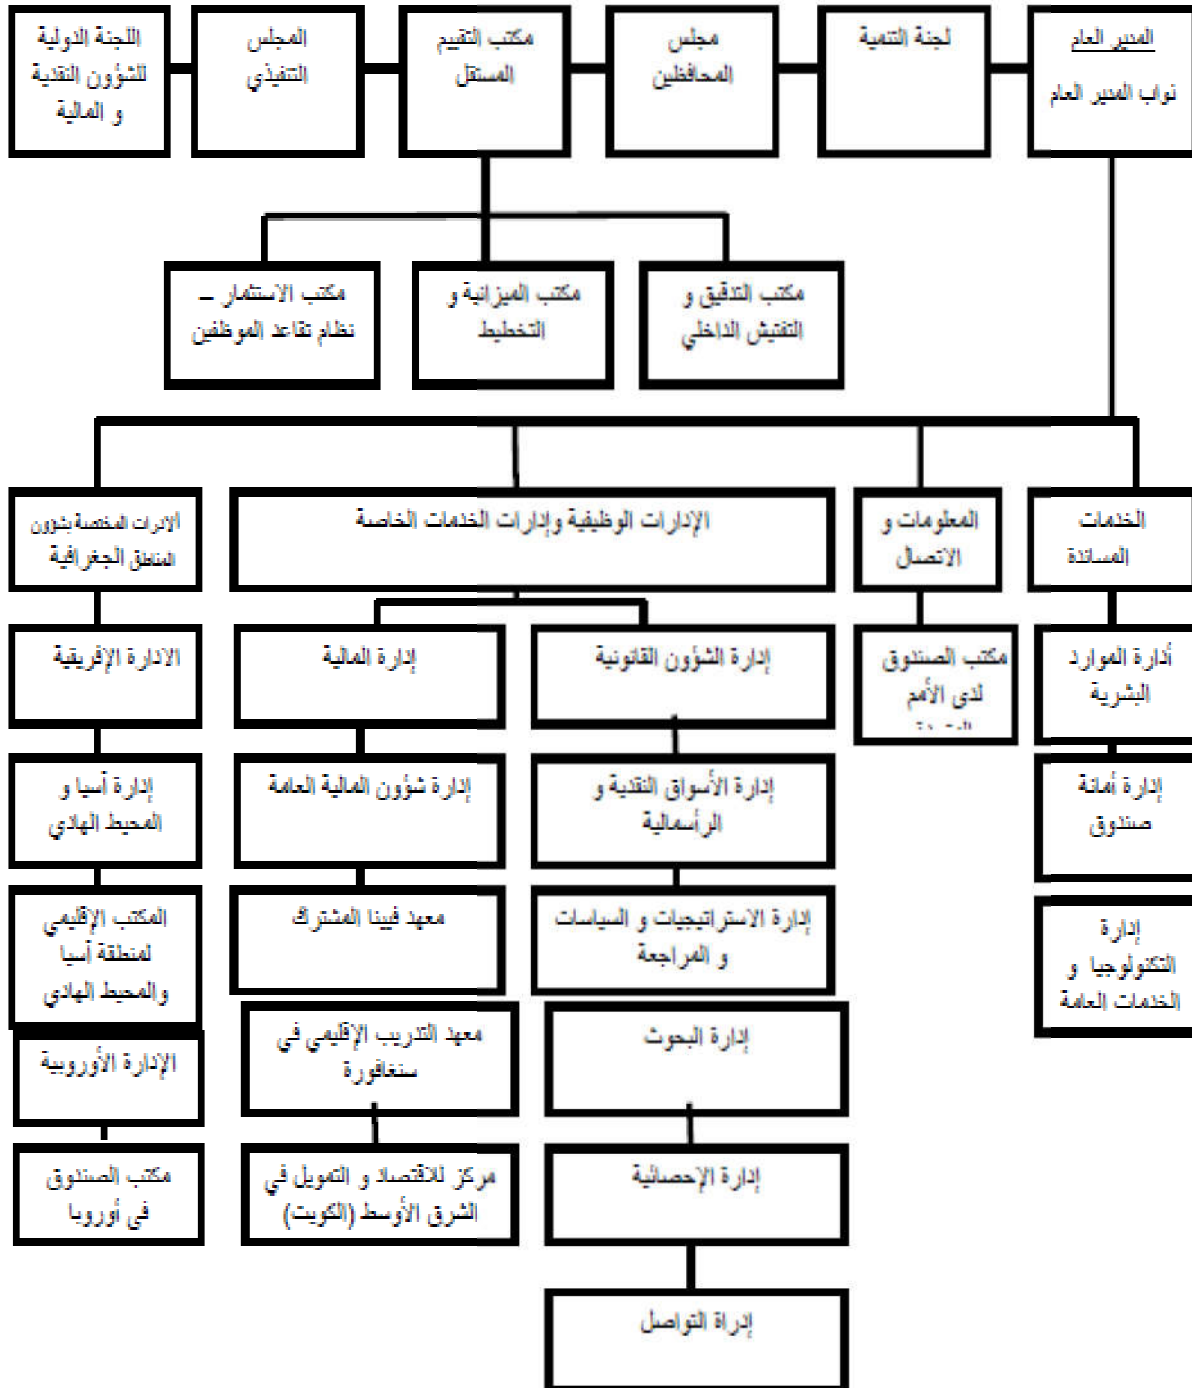 المدير العام
نواب المدير العام
لجنة التنمية
مجلس
المحافظين
مكتب التقييم
المستقل
المجلس
التنفيذي
اللجنة الدولية
للشؤون النقدية
و المالية
مكتب التدقيق و
التفتيش الداخلي
مكتب الميزانية و
التخطيط
مكتب الاستثمار –
نظام تقاعد الموظفين
الخدمات
المساندة
المعلومات و
الاتصال
الإدارات الوظيفية وإدارات الخدمات الخاصة
ألادرات المختصة بشؤون
المناطق الجغرافية
أدارة الموارد
البشرية
مكتب الصندوق
لدى الأمم
إدارة الشؤون القانونية
إدارة المالية
الادارة الإفريقية
إدارة أمانة
صندوق
إدارة الأسواق النقدية و
الرأسمالية
إدارة شؤون المالية العامة
إدارة آسيا و
المحيط الهادي
إدارة
التكنولوجيا و
الخدمات العامة
إدارة الاستراتيجيات و السياسات
و المراجعة
معهد فيينا المشترك
المكتب الإقليمي
لمنطقة آسيا
والمحيط الهادي
إدارة البحوث
معهد التدريب الإقليمي في
سنغافورة
الإدارة الأوروبية
إدارة الإحصائية
مركز للاقتصاد و التمويل في
الشرق الأوسط (الكويت)
مكتب الصندوق
في أوروبا
إدراة التواصل